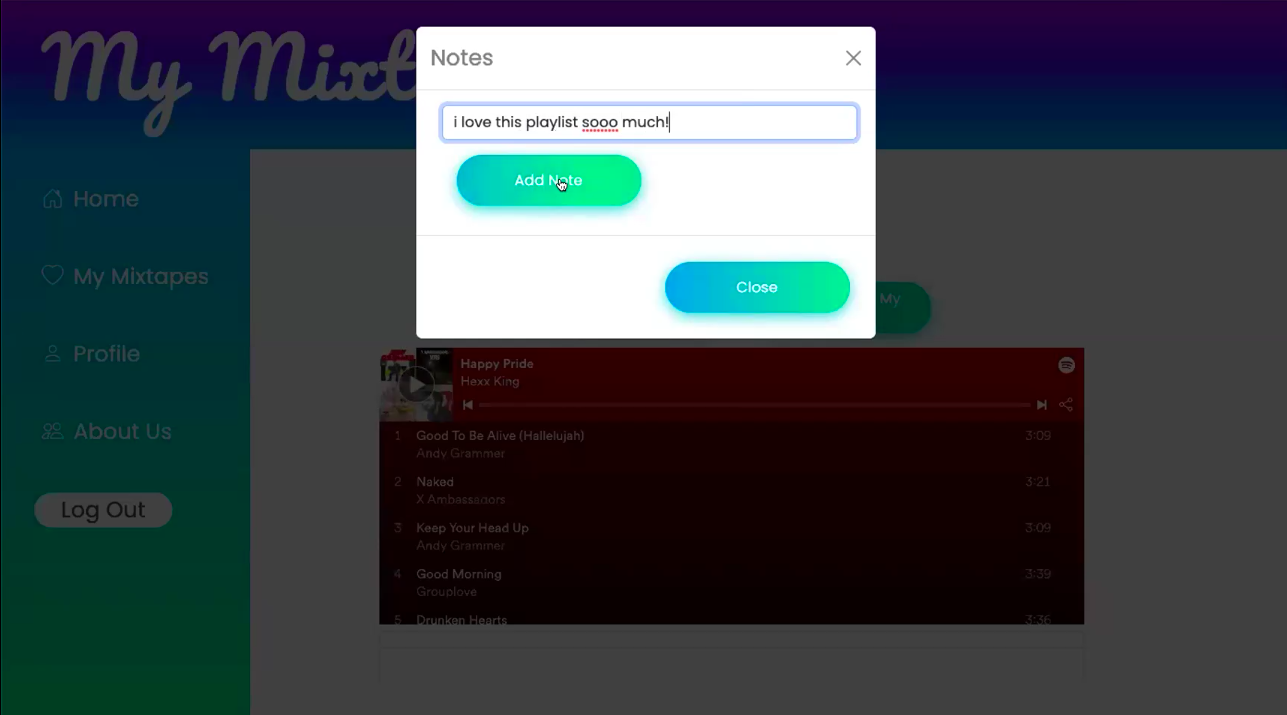 My Mixt
Notes
i love this playlist sooo much!
Add Note
Close
Home
My Mixtapes
Profile
About Us
Log Out
My
Happy Pride
Hexx King
1 Good To Be Alive (Hallelujah) 3:09
Andy Grammer
2 Naked 3:21
X Ambassadors
3 Keep Your Head Up 3:09
Andy Grammer
4 Good Morning 3:39
Grouplove
5 Drunken Hearts 3:36